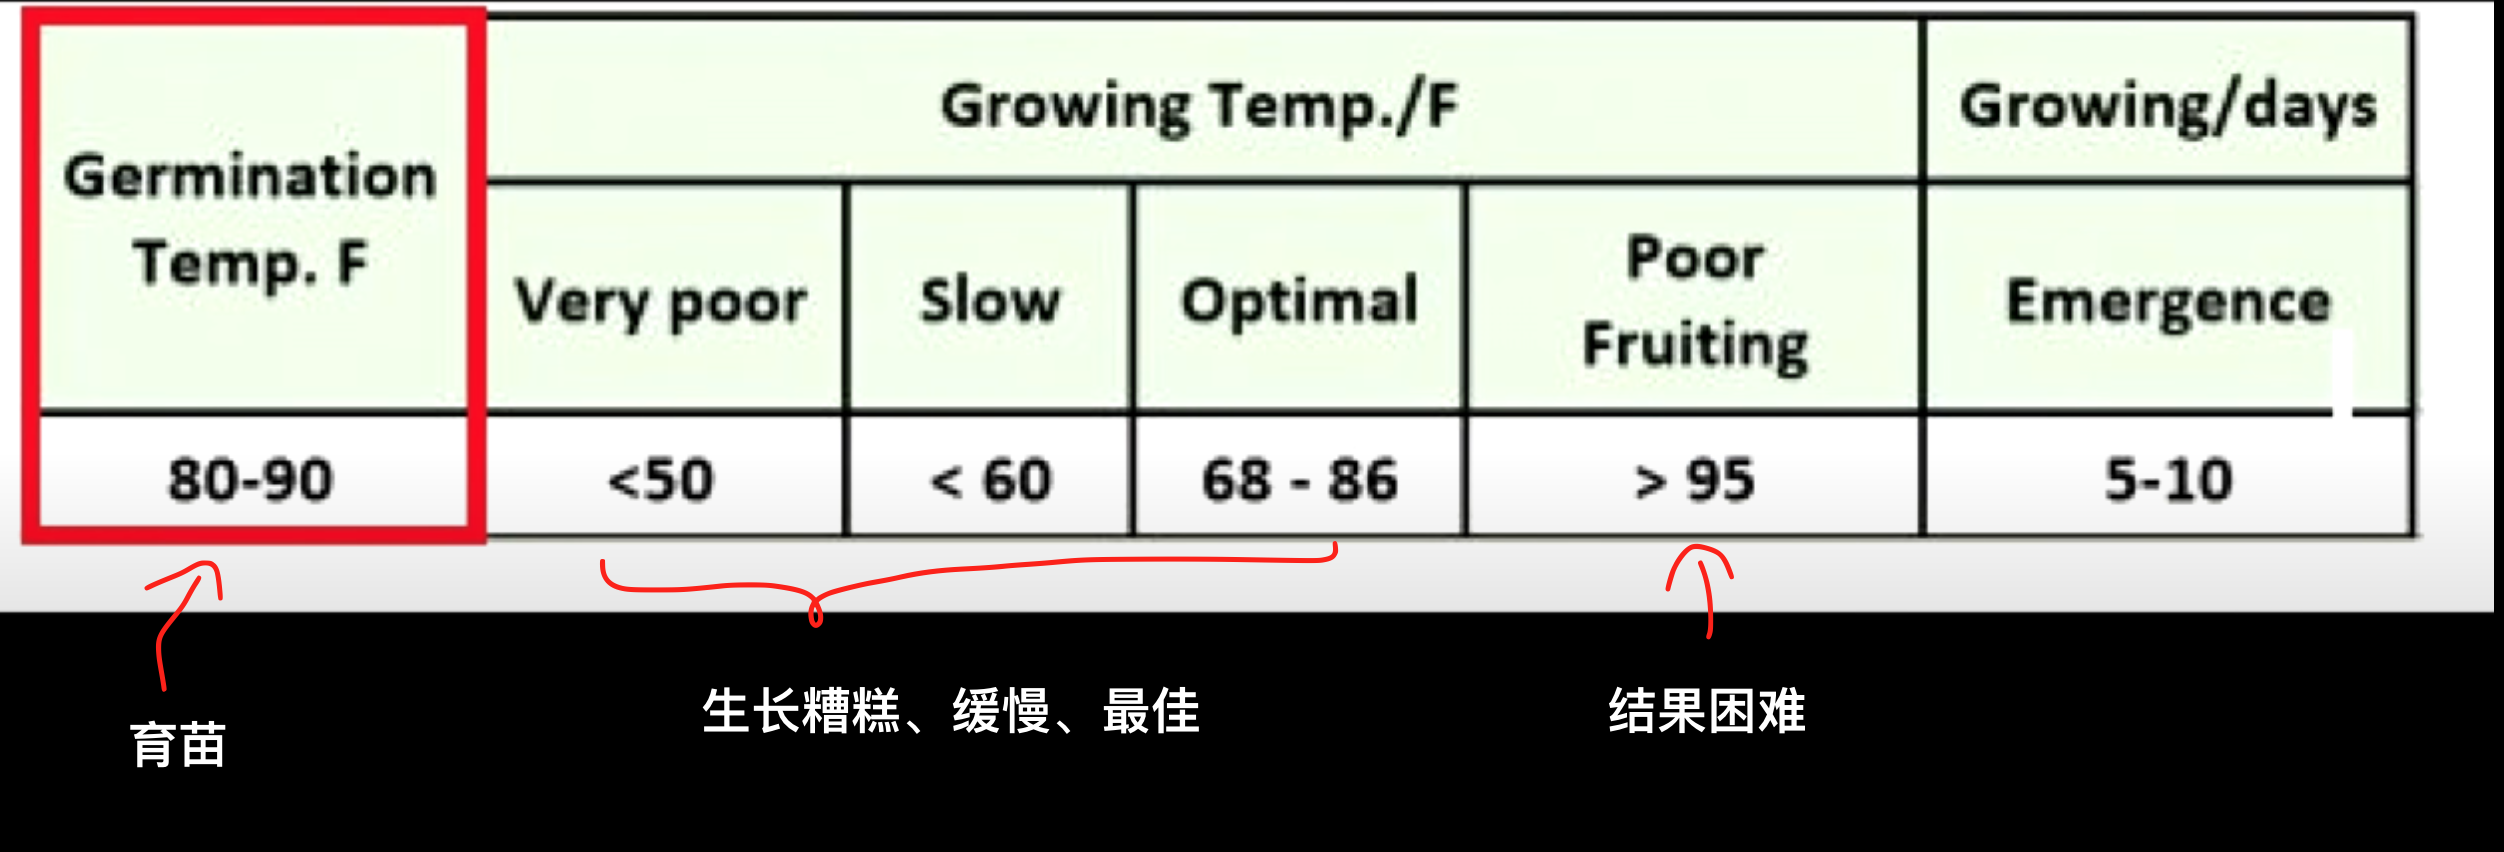 Germination
Temp. F
Growing Temp./F
Growing/days
Very poor
Slow
Optimal
Poor
Fruiting
Emergence
80-90
<50
< 60
68 - 86
> 95
5-10
育苗
生长糟糕、缓慢、最佳
结果困难